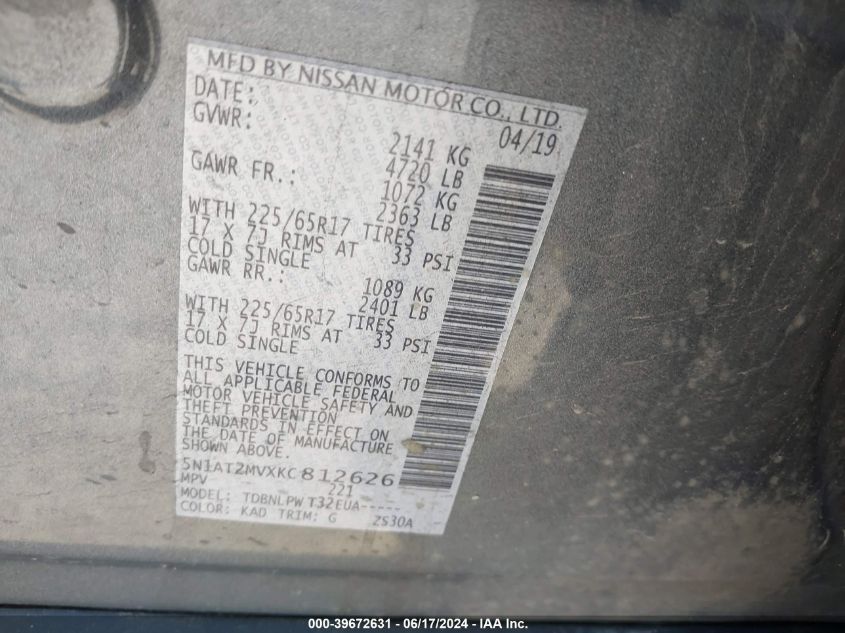 MFD BY NISSAN MOTOR CO., LTD.
DATE: 04/19
GVWR: 2141 KG
4720 LB
GAWR FR.: 1072 KG
2363 LB
WITH 225/65R17 TIRES
17 X 7J RIMS AT 33 PSI
COLD SINGLE
GAWR RR.: 1089 KG
2401 LB
WITH 225/65R17 TIRES
17 X 7J RIMS AT 33 PSI
COLD SINGLE
THIS VEHICLE CONFORMS TO
ALL APPLICABLE FEDERAL
MOTOR VEHICLE SAFETY AND
THEFT PREVENTION
STANDARDS IN EFFECT ON
THE DATE OF MANUFACTURE
SHOWN ABOVE.
5N1AT2MVXKC812626
MPV 221
MODEL: TDBNLPW T32EUA-----
COLOR: KAD TRIM: G 2S30A
000-39672631 - 06/17/2024 - IAA Inc.